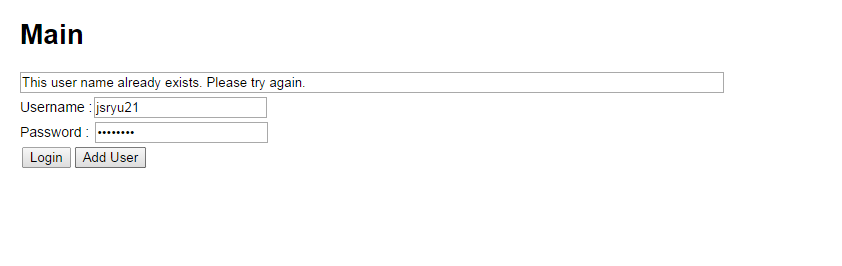 Main
This user name already exists. Please try again.
Username : jsryu21
Password : ••••••••
Login Add User